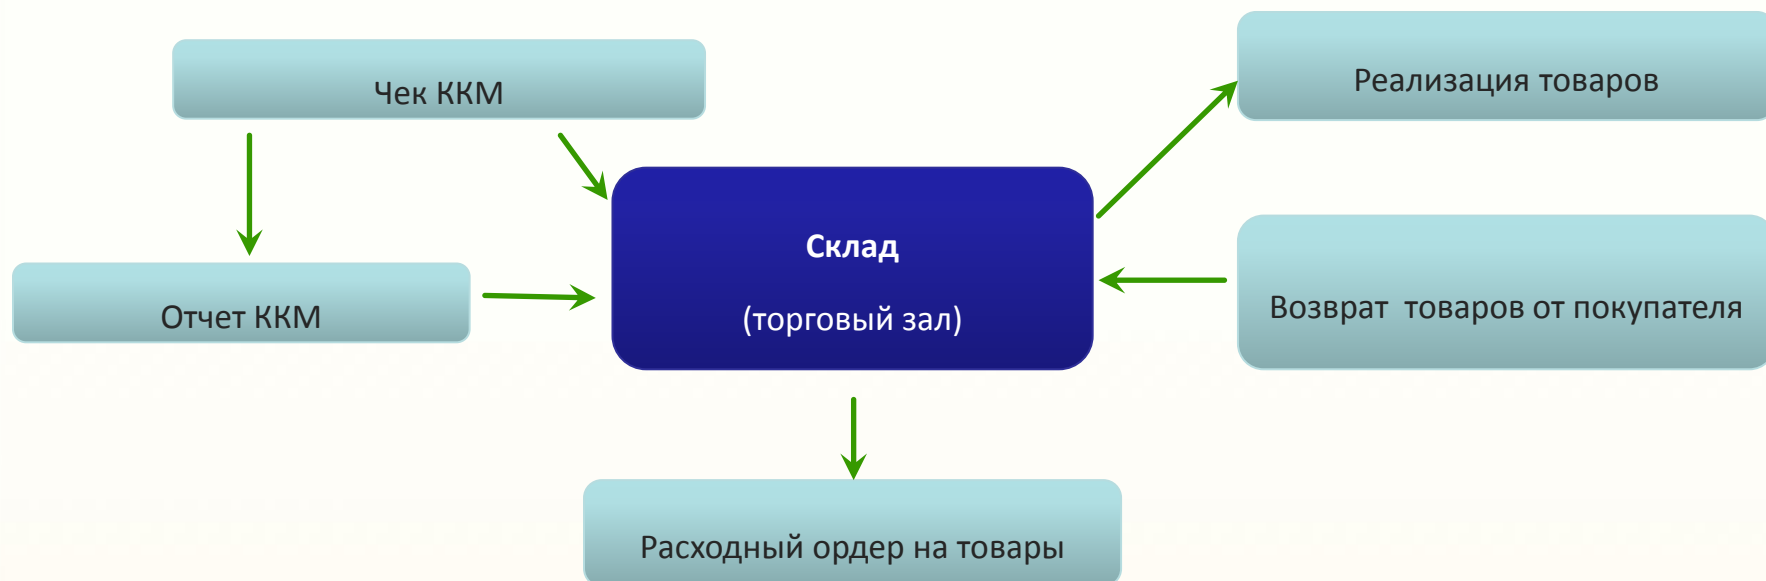 Чек ККМ
Реализация товаров
Склад
(торговый зал)
Отчет ККМ
Возврат товаров от покупателя
Расходный ордер на товары